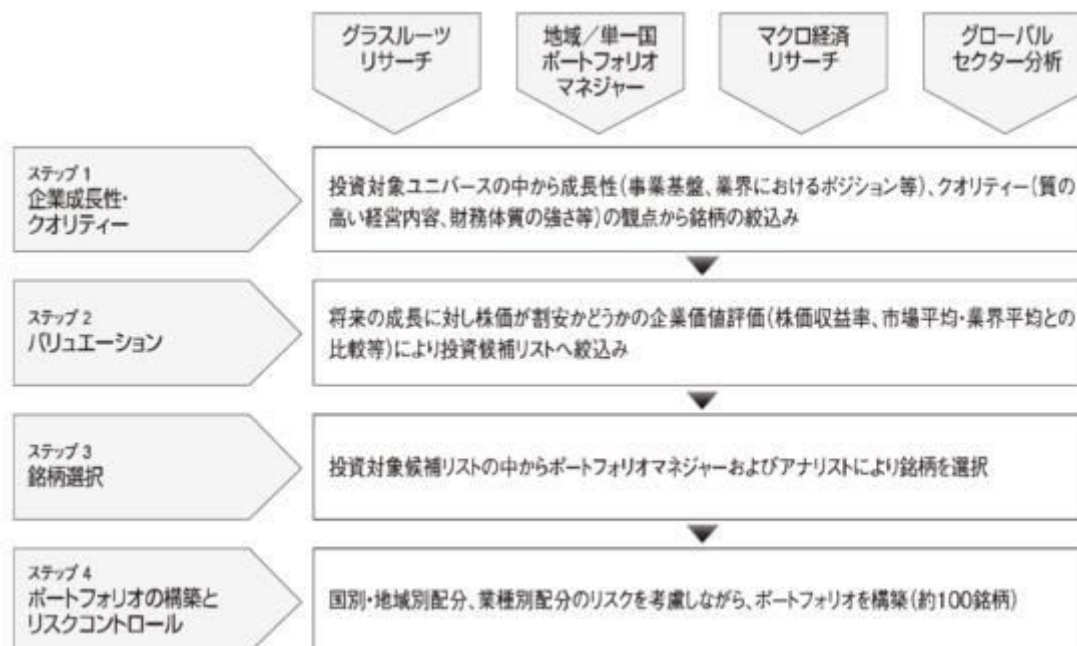 グラスルーツ
リサーチ
地域／単一国
ポートフォリオ
マネジャー
マクロ経済
リサーチ
グローバル
セクター分析
ステップ 1
企業成長性・
クオリティー
投資対象ユニバースの中から成長性(事業基盤、業界におけるポジション等)、クオリティー(質の
高い経営内容、財務体質の強さ等)の観点から銘柄の絞込み
ステップ 2
バリュエーション
将来の成長に対し株価が割安かどうかの企業価値評価(株価収益率、市場平均・業界平均との
比較等)により投資候補リストへ絞込み
ステップ 3
銘柄選択
投資対象候補リストの中からポートフォリオマネジャーおよびアナリストにより銘柄を選択
ステップ 4
ポートフォリオの構築と
リスクコントロール
国別・地域別配分、業種別配分のリスクを考慮しながら、ポートフォリオを構築(約100銘柄)